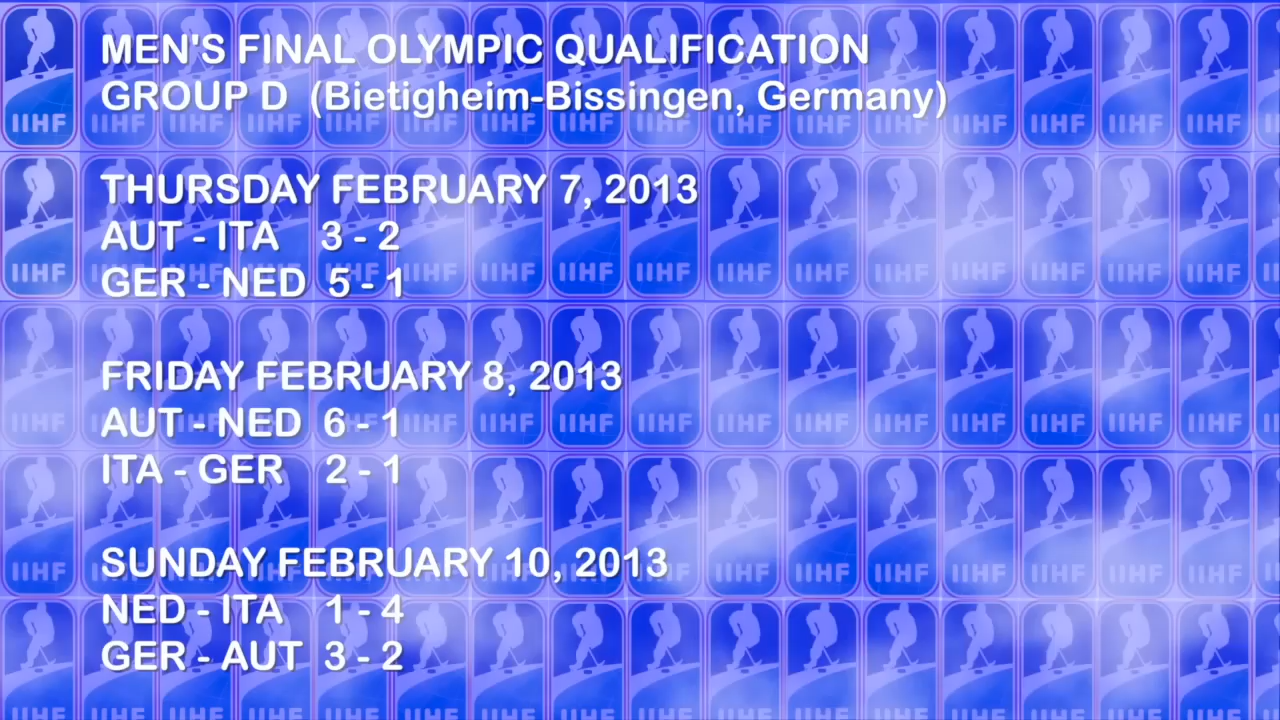 MEN'S FINAL OLYMPIC QUALIFICATION
GROUP D (Bietigheim-Bissingen, Germany)
THURSDAY FEBRUARY 7, 2013
AUT - ITA 3 - 2
GER - NED 5 - 1
FRIDAY FEBRUARY 8, 2013
AUT - NED 6 - 1
ITA - GER 2 - 1
SUNDAY FEBRUARY 10, 2013
NED - ITA 1 - 4
GER - AUT 3 - 2
IIHF